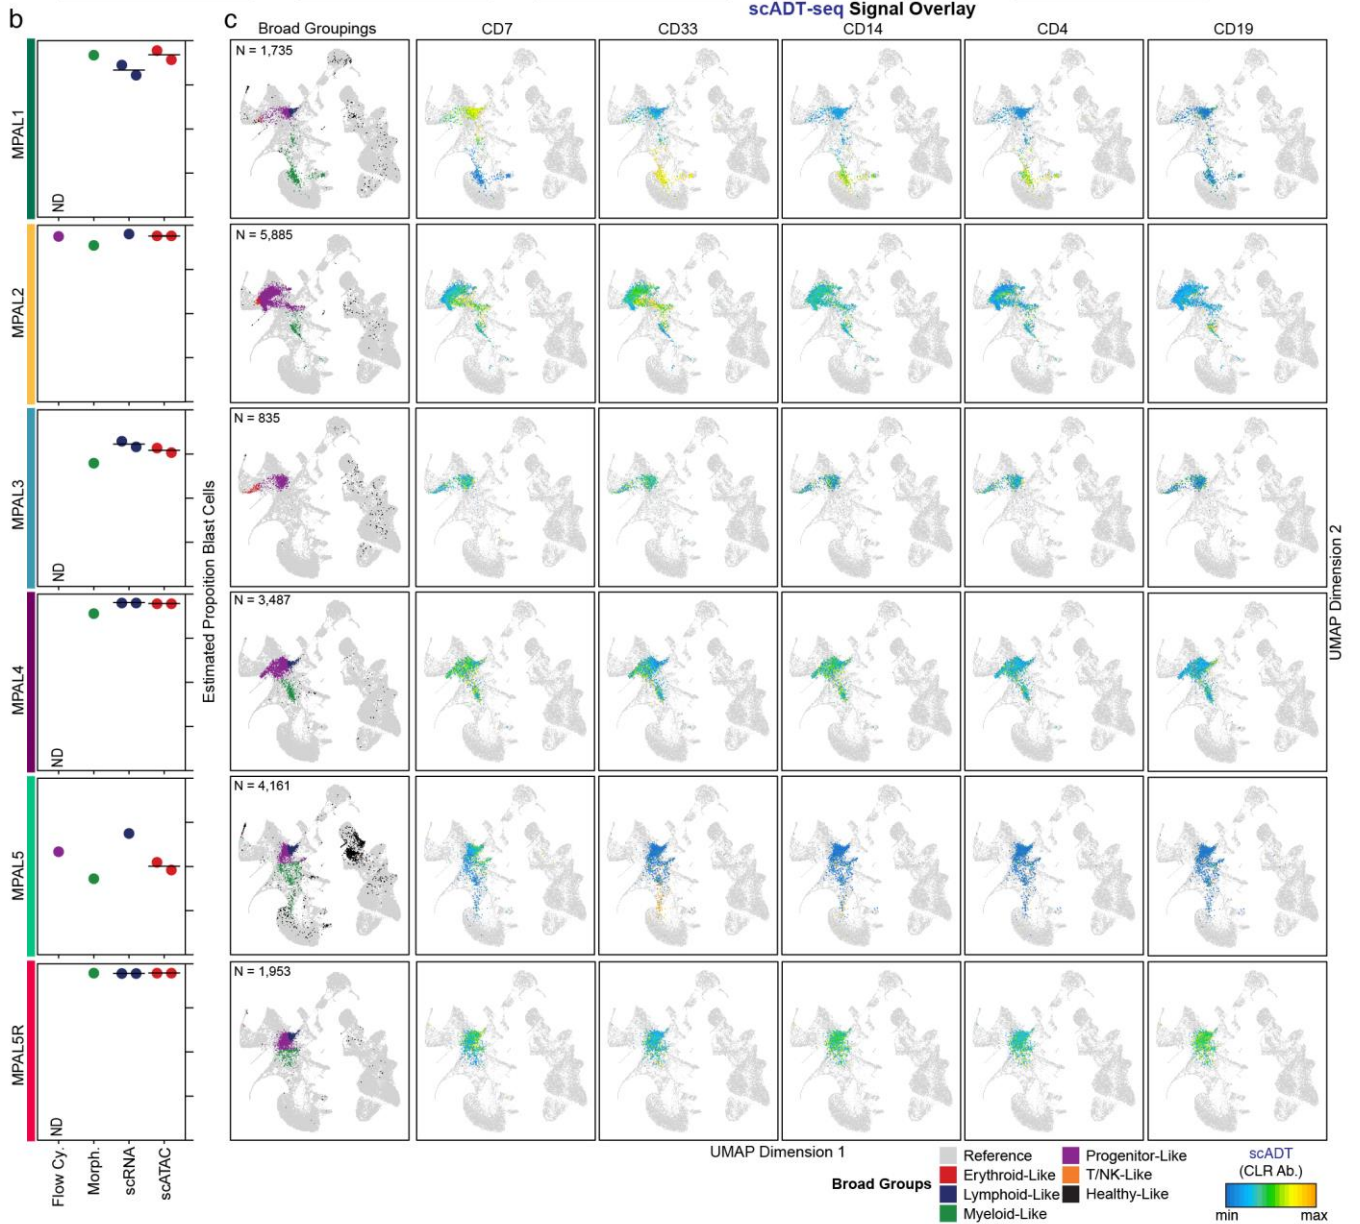 b
c
scADT-seq Signal Overlay
Broad Groupings
CD7
CD33
CD14
CD4
CD19
MPAL1
ND
N = 1,735
MPAL2
N = 5,885
MPAL3
ND
N = 835
MPAL4
ND
N = 3,487
MPAL5
N = 4,161
MPAL5R
ND
N = 1,953
Estimated Propoition Blast Cells
UMAP Dimension 2
Flow Cy.
Morph.
scRNA
scATAC
UMAP Dimension 1
Broad Groups
Reference
Erythroid-Like
Lymphoid-Like
Myeloid-Like
Progenitor-Like
T/NK-Like
Healthy-Like
scADT
(CLR Ab.)
min
max